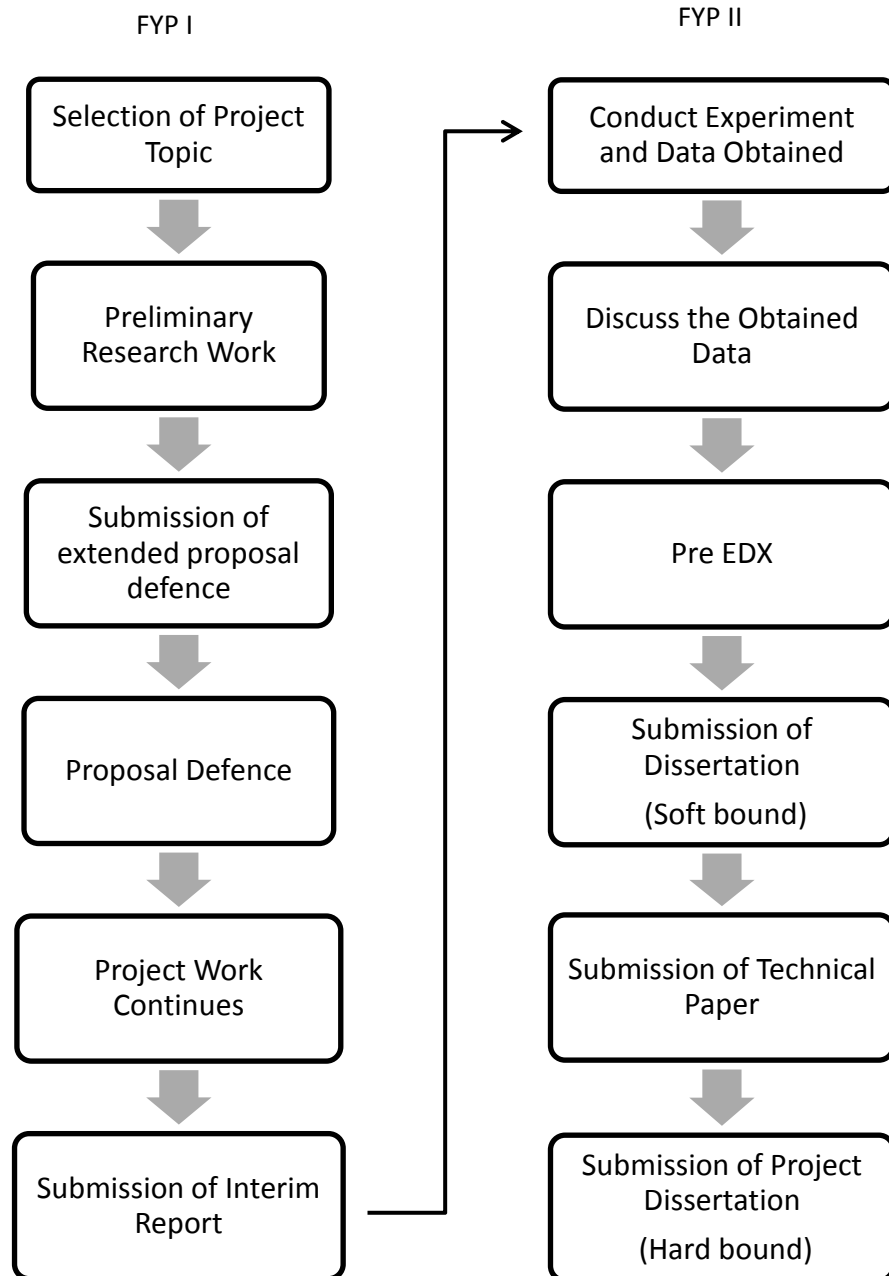 FYP I
Selection of Project
Topic
Preliminary
Research Work
Submission of
extended proposal
defence
Proposal Defence
Project Work
Continues
Submission of Interim
Report
FYP II
Conduct Experiment
and Data Obtained
Discuss the Obtained
Data
Pre EDX
Submission of
Dissertation
(Soft bound)
Submission of Technical
Paper
Submission of Project
Dissertation
(Hard bound)